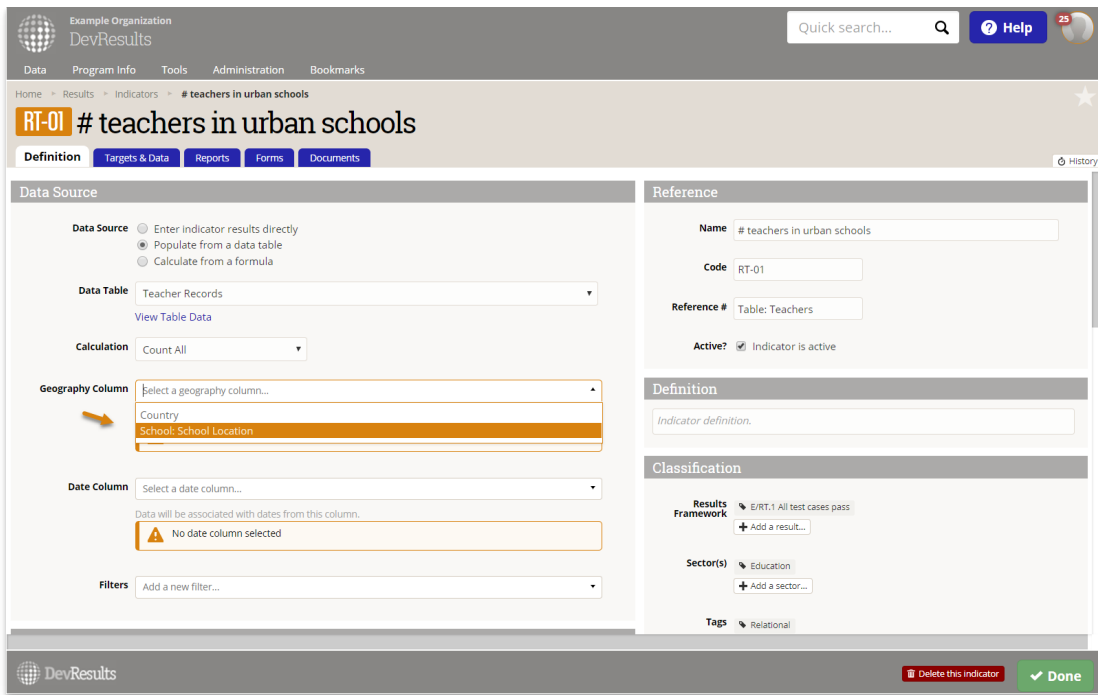 Example Organization
DevResults
Quick search...
Help
25
Data Program Info Tools Administration Bookmarks
Home Results Indicators # teachers in urban schools
RT-01 # teachers in urban schools
Definition Targets & Data Reports Forms Documents
History
Data Source
Data Source Enter indicator results directly
Populate from a data table
Calculate from a formula
Data Table Teacher Records
View Table Data
Calculation Count All
Geography Column Select a geography column...
Country
School: School Location
Date Column Select a date column...
Data will be associated with dates from this column.
No date column selected
Filters Add a new filter...
Reference
Name # teachers in urban schools
Code RT-01
Reference # Table: Teachers
Active? Indicator is active
Definition
Indicator definition.
Classification
Results
Framework
E/RT.1 All test cases pass
Add a result...
Sector(s) Education
Add a sector...
Tags Relational
DevResults
Delete this indicator
Done